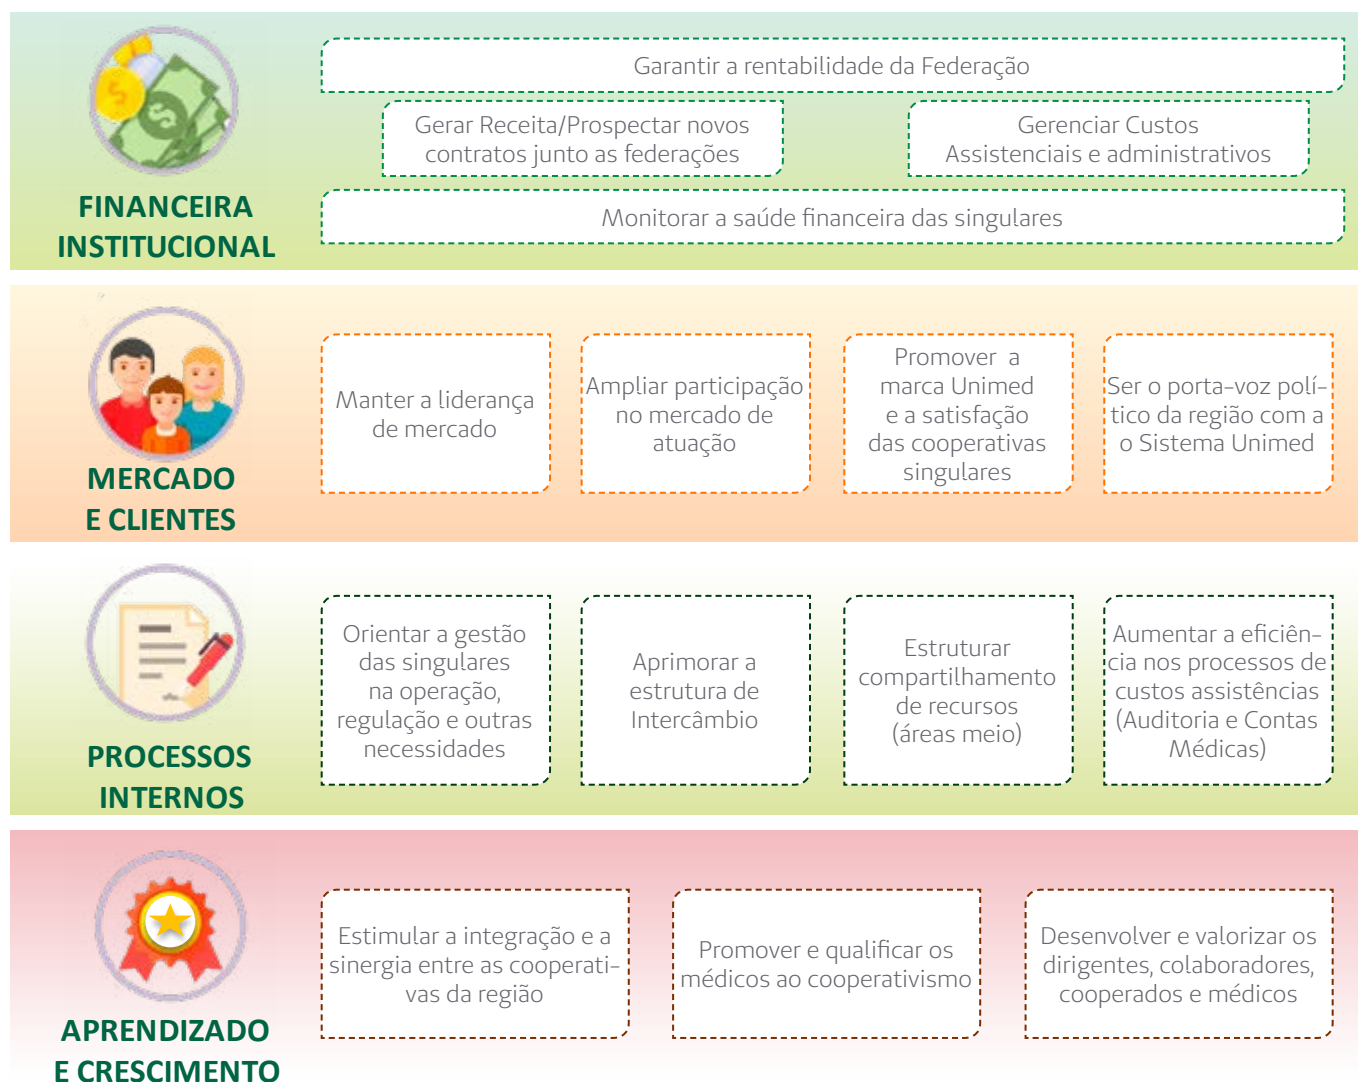 FINANCEIRA
INSTITUCIONAL
Garantir a rentabilidade da Federação
Gerar Receita/Prospectar novos
contratos junto as federações
Gerenciar Custos
Assistenciais e administrativos
Monitorar a saúde financeira das singulares
MERCADO
E CLIENTES
Manter a liderança
de mercado
Ampliar participação
no mercado de
atuação
Promover a
marca Unimed
e a satisfação
das cooperativas
singulares
Ser o porta-voz polí-
tico da região com a
o Sistema Unimed
PROCESSOS
INTERNOS
Orientar a gestão
das singulares
na operação,
regulação e outras
necessidades
Aprimorar a
estrutura de
Intercâmbio
Estruturar
compartilhamento
de recursos
(áreas meio)
Aumentar a eficiên-
cia nos processos de
custos assistências
(Auditoria e Contas
Médicas)
APRENDIZADO
E CRESCIMENTO
Estimular a integração e a
sinergia entre as cooperati-
vas da região
Promover e qualificar os
médicos ao cooperativismo
Desenvolver e valorizar os
dirigentes, colaboradores,
cooperados e médicos